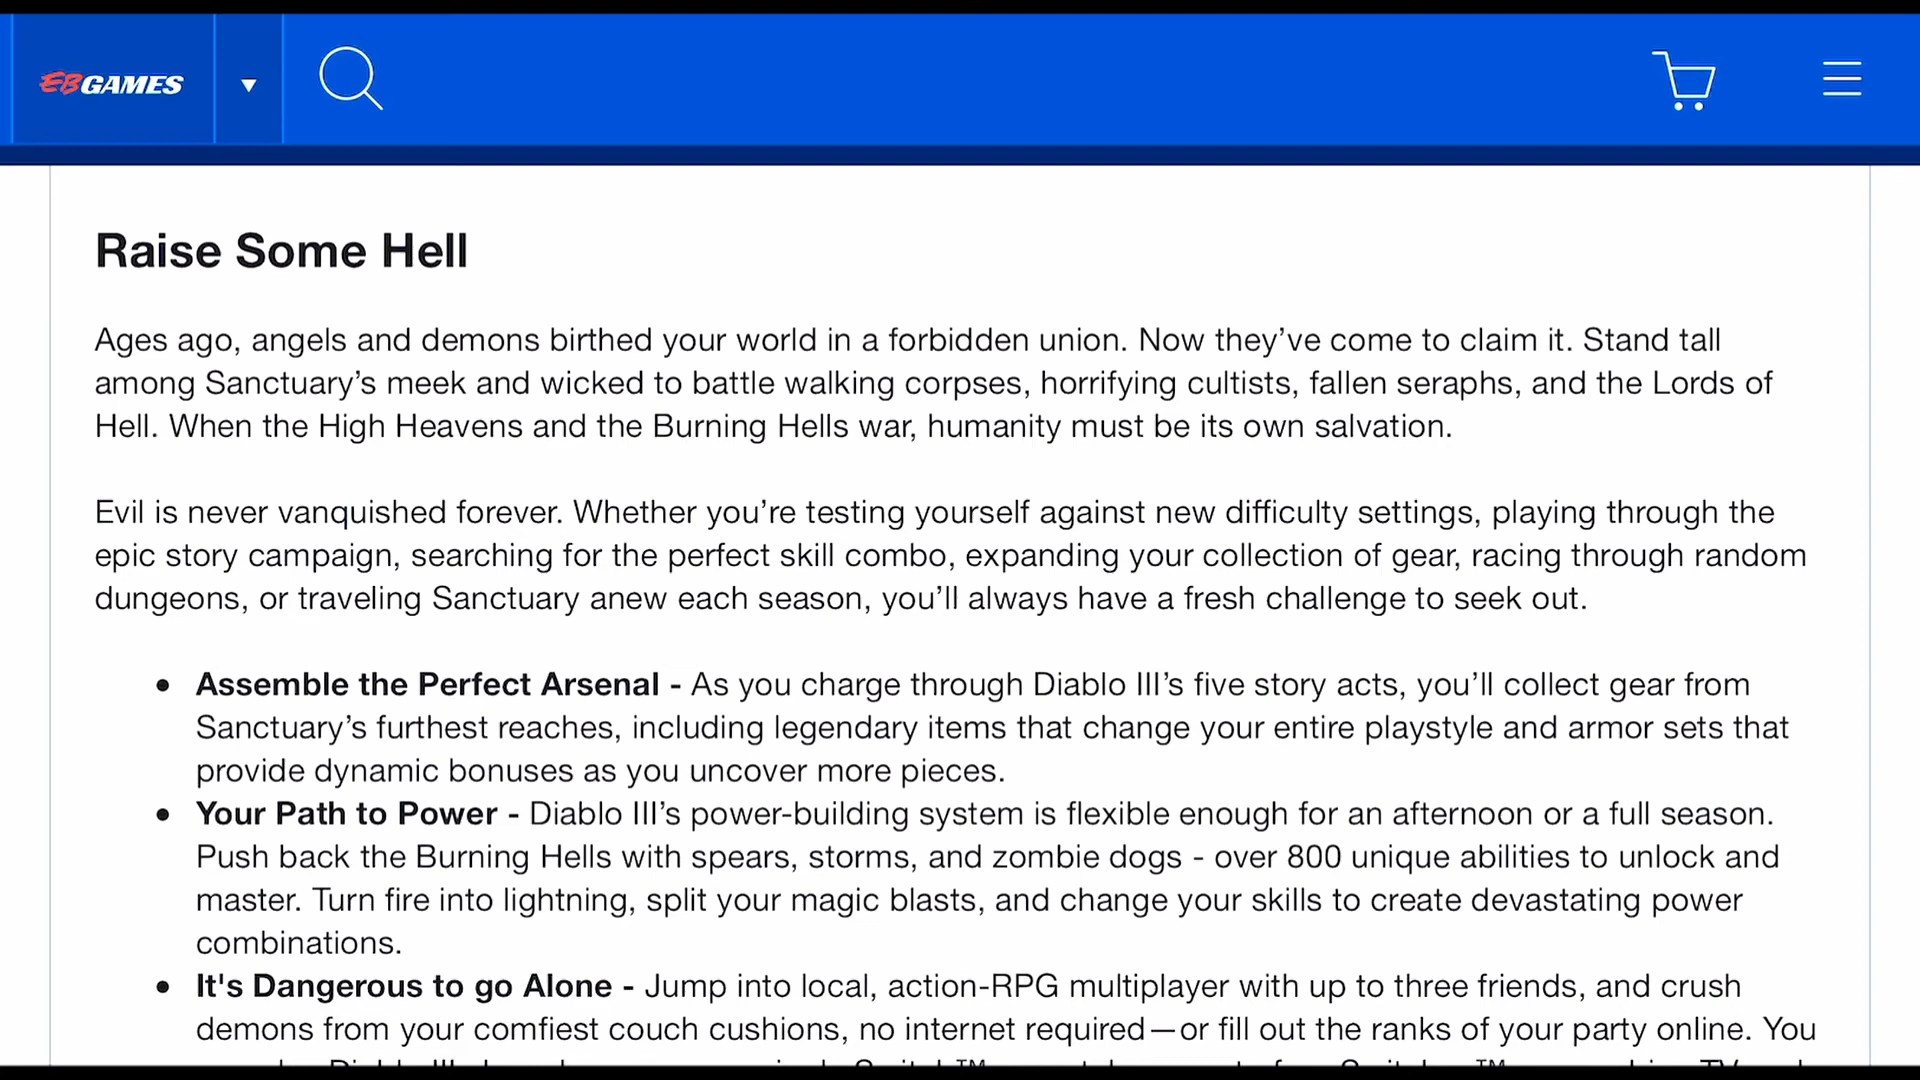 EBGAMES
Raise Some Hell
Ages ago, angels and demons birthed your world in a forbidden union. Now they’ve come to claim it. Stand tall
among Sanctuary’s meek and wicked to battle walking corpses, horrifying cultists, fallen seraphs, and the Lords of
Hell. When the High Heavens and the Burning Hells war, humanity must be its own salvation.
Evil is never vanquished forever. Whether you’re testing yourself against new difficulty settings, playing through the
epic story campaign, searching for the perfect skill combo, expanding your collection of gear, racing through random
dungeons, or traveling Sanctuary anew each season, you’ll always have a fresh challenge to seek out.
• Assemble the Perfect Arsenal - As you charge through Diablo III’s five story acts, you’ll collect gear from
Sanctuary’s furthest reaches, including legendary items that change your entire playstyle and armor sets that
provide dynamic bonuses as you uncover more pieces.
• Your Path to Power - Diablo III’s power-building system is flexible enough for an afternoon or a full season.
Push back the Burning Hells with spears, storms, and zombie dogs - over 800 unique abilities to unlock and
master. Turn fire into lightning, split your magic blasts, and change your skills to create devastating power
combinations.
• It's Dangerous to go Alone - Jump into local, action-RPG multiplayer with up to three friends, and crush
demons from your comfiest couch cushions, no internet required—or fill out the ranks of your party online. You